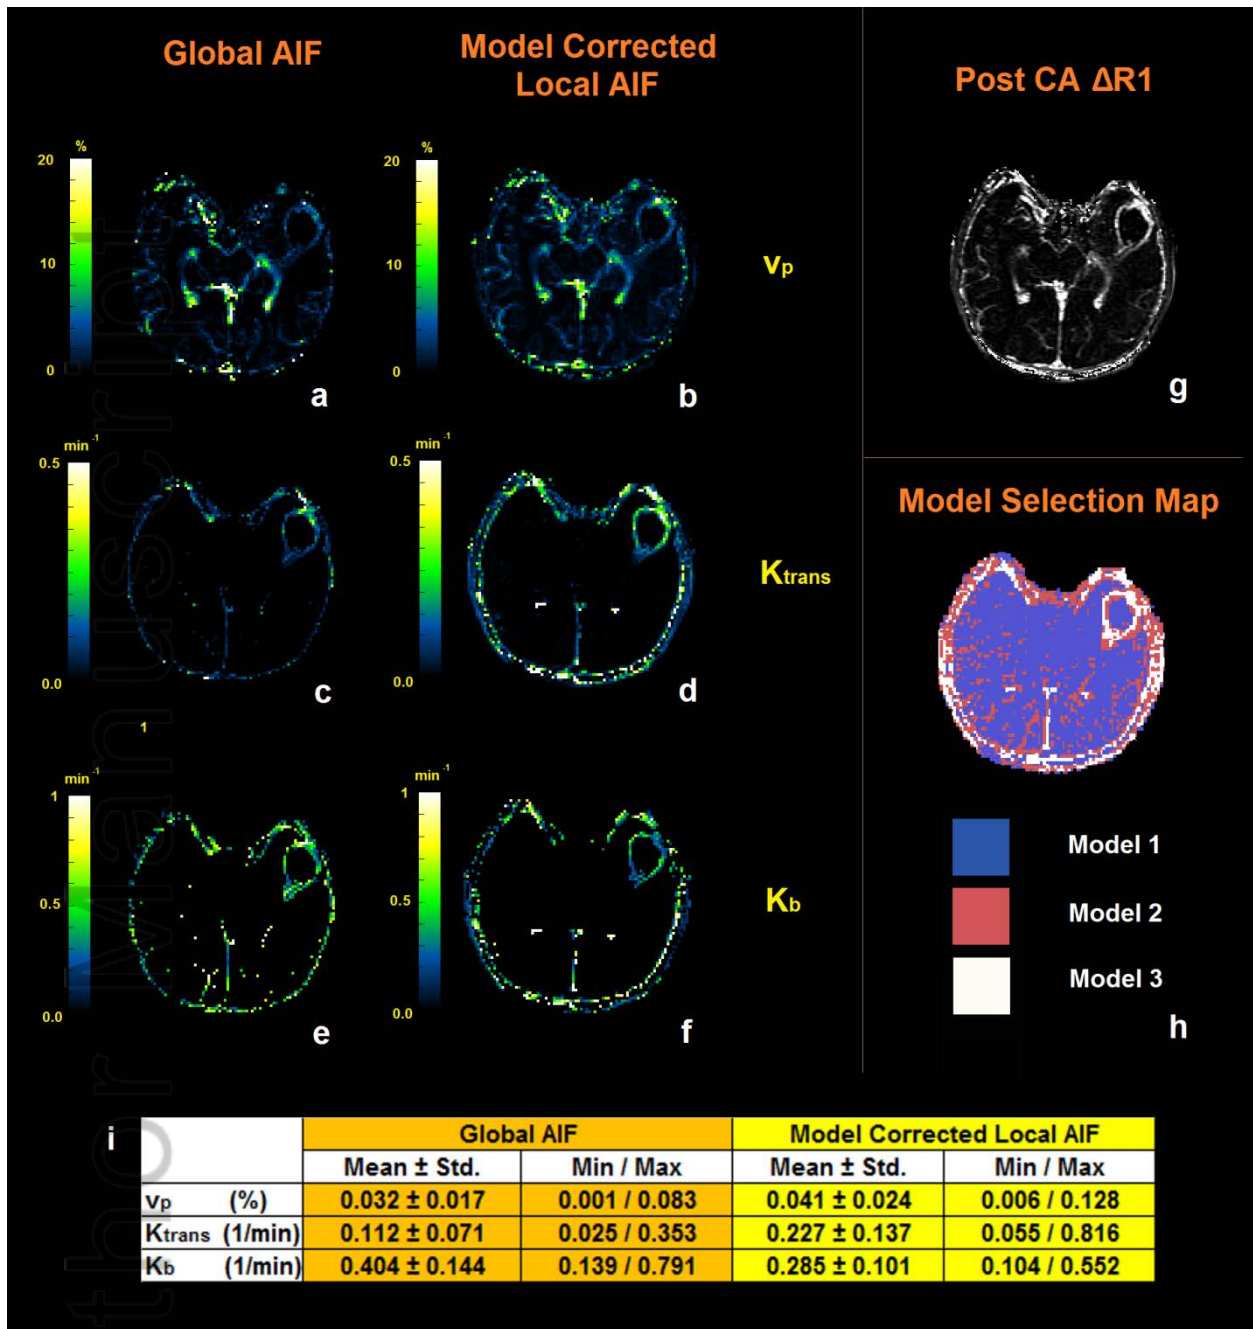 Global AIF
Model Corrected
Local AIF
Post CA ΔR1
%
20
10
0
a
%
20
10
0
b
vp
g
min-1
0.5
0.0
c
min-1
0.5
0.0
d
Ktrans
Model Selection Map
1
min-1
1
0.5
0.0
e
min-1
1
0.5
0.0
f
Kb
Model 1
Model 2
Model 3
h
i
Global AIF Model Corrected Local AIF
Mean ± Std. Min / Max Mean ± Std. Min / Max
vp (%) 0.032 ± 0.017 0.001 / 0.083 0.041 ± 0.024 0.006 / 0.128
Ktrans (1/min) 0.112 ± 0.071 0.025 / 0.353 0.227 ± 0.137 0.055 / 0.816
Kb (1/min) 0.404 ± 0.144 0.139 / 0.791 0.285 ± 0.101 0.104 / 0.552
thor Manuscript